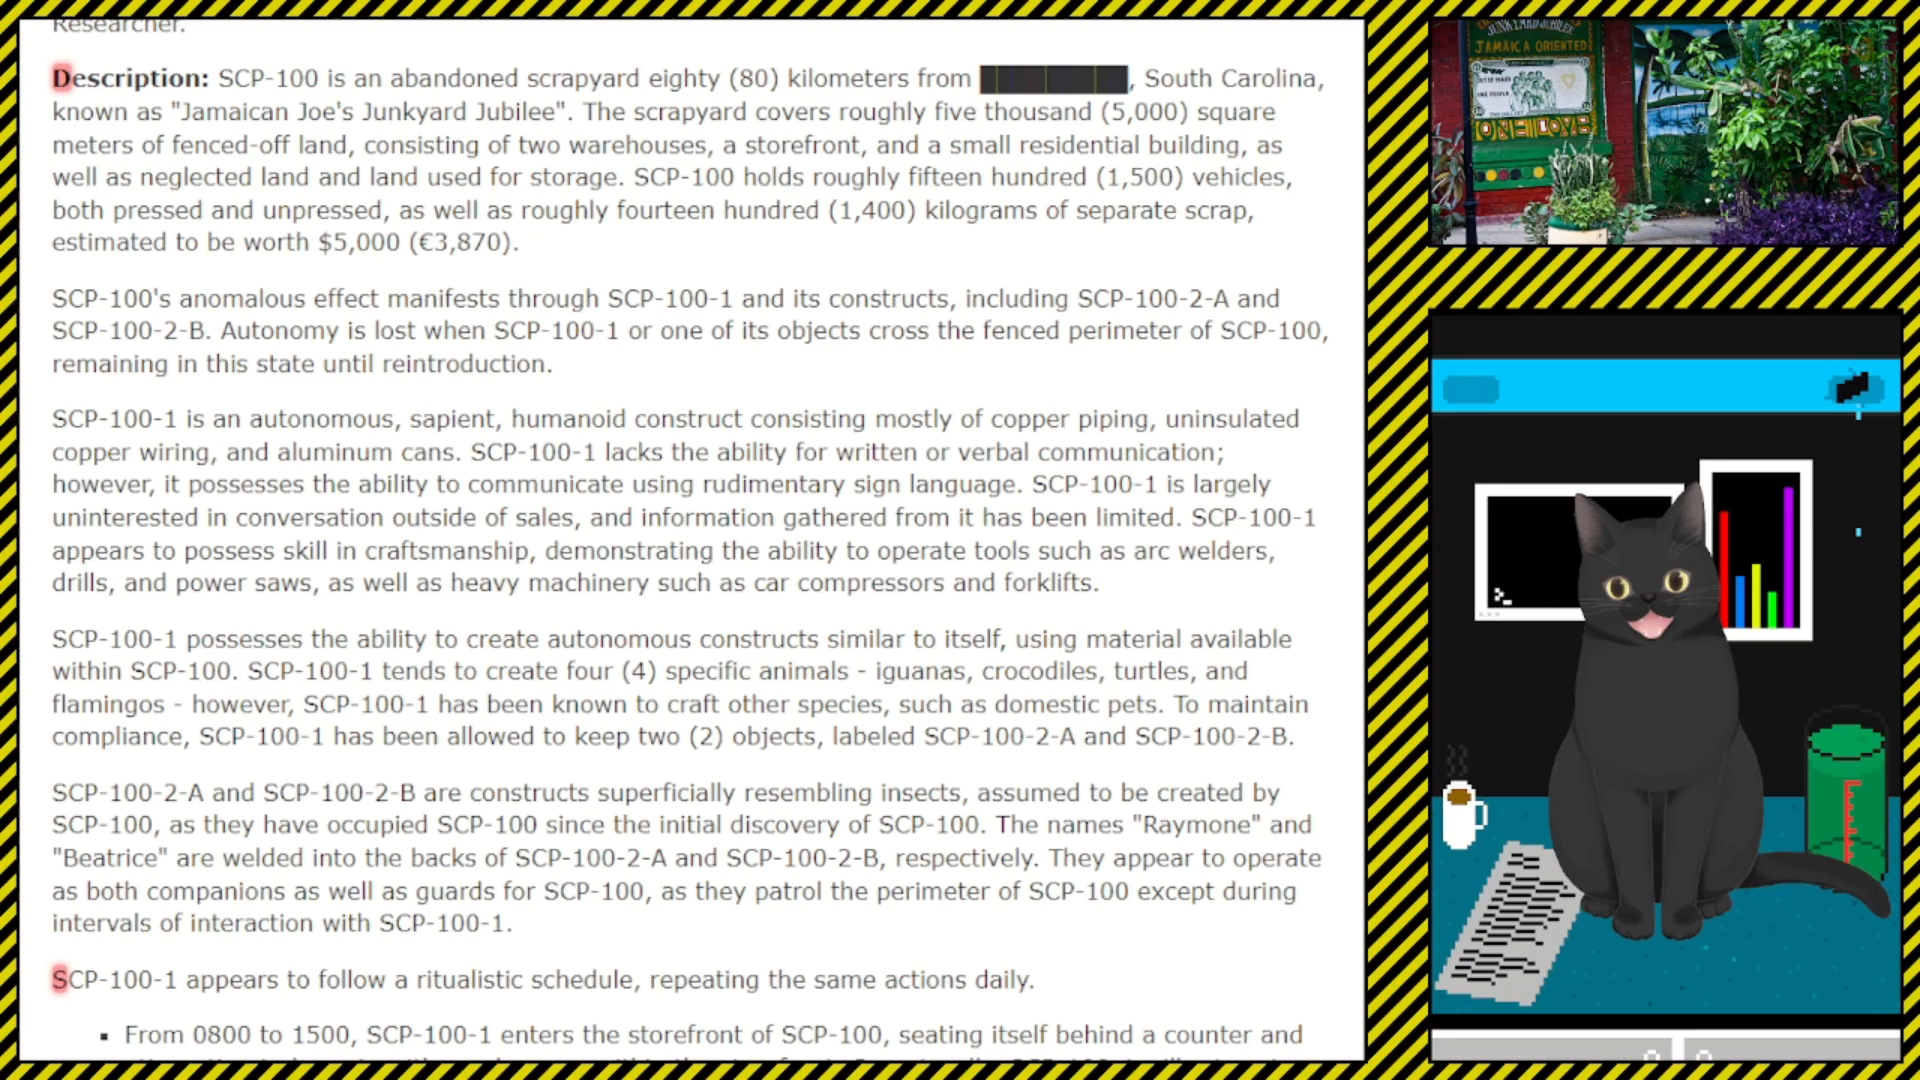 Researcher.
Description: SCP-100 is an abandoned scrapyard eighty (80) kilometers from , South Carolina,
known as "Jamaican Joe's Junkyard Jubilee". The scrapyard covers roughly five thousand (5,000) square
meters of fenced-off land, consisting of two warehouses, a storefront, and a small residential building, as
well as neglected land and land used for storage. SCP-100 holds roughly fifteen hundred (1,500) vehicles,
both pressed and unpressed, as well as roughly fourteen hundred (1,400) kilograms of separate scrap,
estimated to be worth $5,000 (€3,870).
SCP-100's anomalous effect manifests through SCP-100-1 and its constructs, including SCP-100-2-A and
SCP-100-2-B. Autonomy is lost when SCP-100-1 or one of its objects cross the fenced perimeter of SCP-100,
remaining in this state until reintroduction.
SCP-100-1 is an autonomous, sapient, humanoid construct consisting mostly of copper piping, uninsulated
copper wiring, and aluminum cans. SCP-100-1 lacks the ability for written or verbal communication;
however, it possesses the ability to communicate using rudimentary sign language. SCP-100-1 is largely
uninterested in conversation outside of sales, and information gathered from it has been limited. SCP-100-1
appears to possess skill in craftsmanship, demonstrating the ability to operate tools such as arc welders,
drills, and power saws, as well as heavy machinery such as car compressors and forklifts.
SCP-100-1 possesses the ability to create autonomous constructs similar to itself, using material available
within SCP-100. SCP-100-1 tends to create four (4) specific animals - iguanas, crocodiles, turtles, and
flamingos - however, SCP-100-1 has been known to craft other species, such as domestic pets. To maintain
compliance, SCP-100-1 has been allowed to keep two (2) objects, labeled SCP-100-2-A and SCP-100-2-B.
SCP-100-2-A and SCP-100-2-B are constructs superficially resembling insects, assumed to be created by
SCP-100, as they have occupied SCP-100 since the initial discovery of SCP-100. The names "Raymone" and
"Beatrice" are welded into the backs of SCP-100-2-A and SCP-100-2-B, respectively. They appear to operate
as both companions as well as guards for SCP-100, as they patrol the perimeter of SCP-100 except during
intervals of interaction with SCP-100-1.
SCP-100-1 appears to follow a ritualistic schedule, repeating the same actions daily.
▪ From 0800 to 1500, SCP-100-1 enters the storefront of SCP-100, seating itself behind a counter and
JUNKYARD JUBILEE
JAMAICA ORIENTED
ONE LOVE
>_